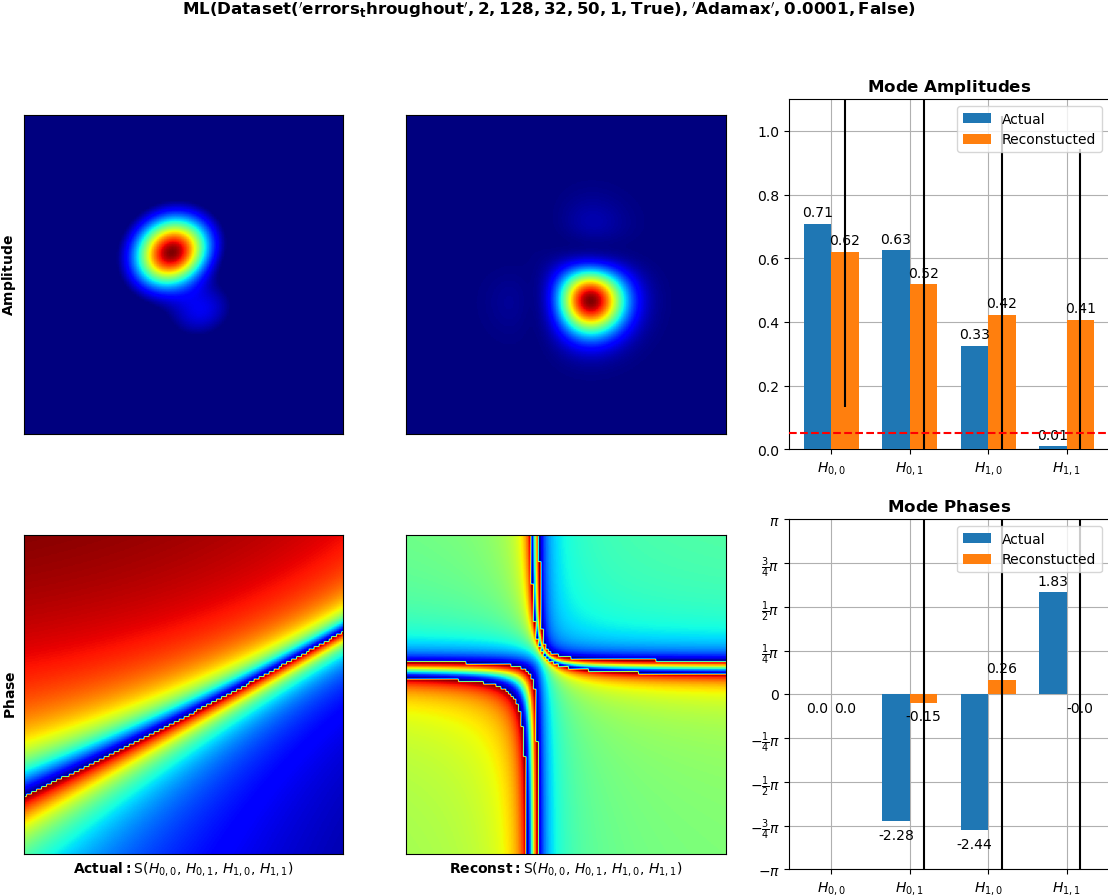 ML(Dataset('errors_throughout', 2, 128, 32, 50, 1, True), 'Adamax', 0.0001, False)
Amplitude
Mode Amplitudes
Actual
Reconstucted
1.0
0.8
0.6
0.4
0.2
0.0
0.71
0.62
0.63
0.52
0.33
0.42
0.01
0.41
H0,0
H0,1
H1,0
H1,1
Phase
Actual: S(H0,0, H0,1, H1,0, H1,1)
Reconst: S(H0,0, H0,1, H1,0, H1,1)
Mode Phases
Actual
Reconstucted
π
3/4π
1/2π
1/4π
0
−1/4π
−1/2π
−3/4π
−π
0.0
0.0
-2.28
-0.15
-2.44
0.26
1.83
-0.0
H0,0
H0,1
H1,0
H1,1